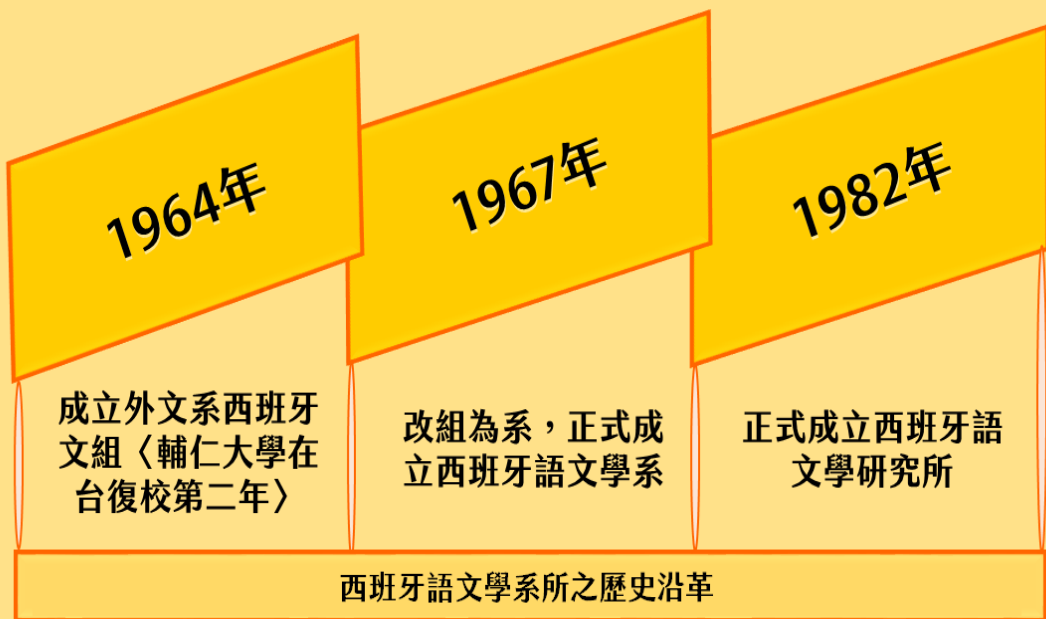 1964年
1967年
1982年
成立外文系西班牙
文組〈輔仁大學在
台復校第二年〉
改組為系，正式成
立西班牙語文學系
正式成立西班牙語
文學研究所
西班牙語文學系所之歷史沿革